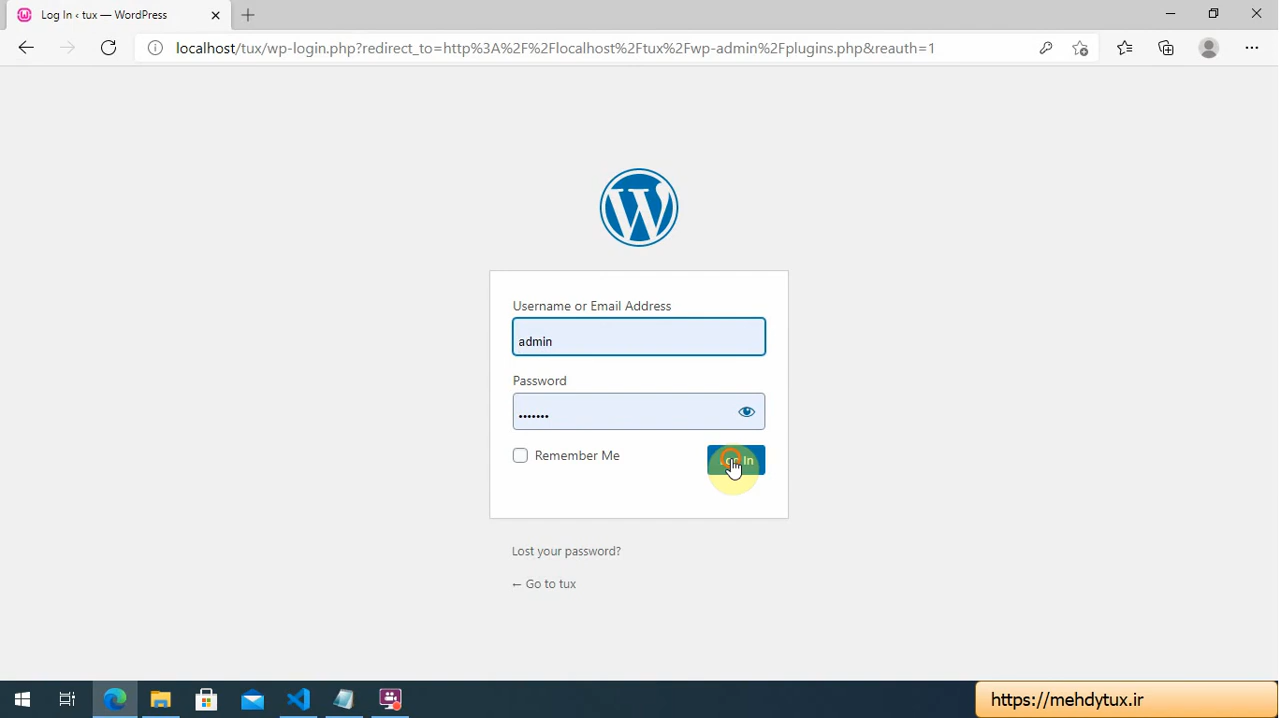 Log In ‹ tux — WordPress
localhost/tux/wp-login.php?redirect_to=http%3A%2F%2Flocalhost%2Ftux%2Fwp-admin%2Fplugins.php&reauth=1
Username or Email Address
admin
Password
Remember Me
Log In
Lost your password?
← Go to tux
https://mehdytux.ir